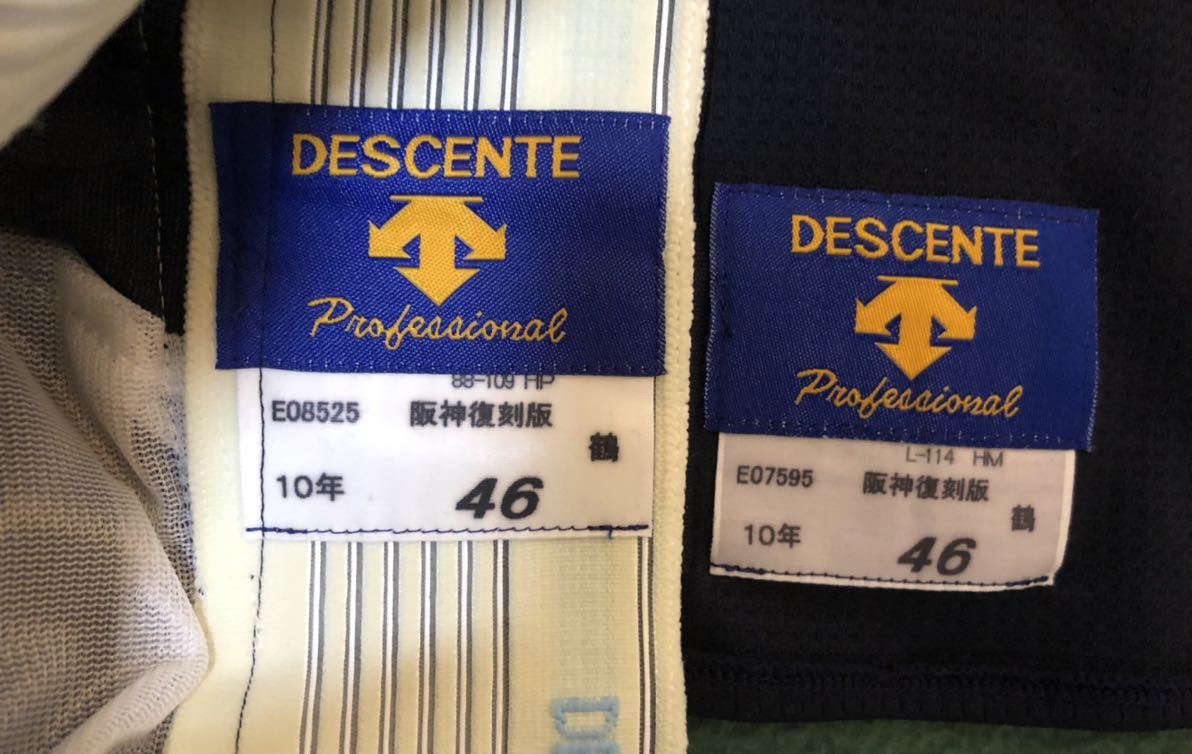 DESCENTE
Professional
88-109 HP
E08525 阪神復刻版
鶴
10年 46
DESCENTE
Professional
L-114 HM
E07595 阪神復刻版
鶴
10年 46